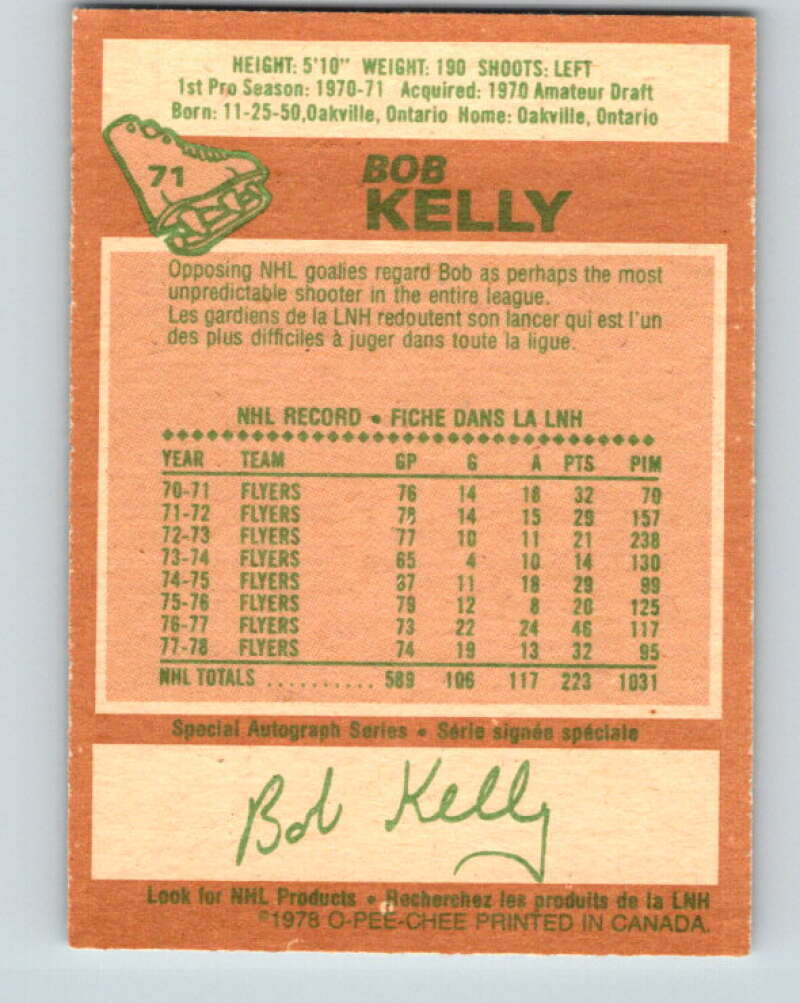 HEIGHT: 5'10" WEIGHT: 190 SHOOTS: LEFT
1st Pro Season: 1970-71 Acquired: 1970 Amateur Draft
Born: 11-25-50, Oakville, Ontario Home: Oakville, Ontario
71
BOB
KELLY
Opposing NHL goalies regard Bob as perhaps the most
unpredictable shooter in the entire league.
Les gardiens de la LNH redoutent son lancer qui est l'un
des plus difficiles à juger dans toute la ligue.
NHL RECORD • FICHE DANS LA LNH
YEAR TEAM GP G A PTS PIM
70-71 FLYERS 76 14 18 32 70
71-72 FLYERS 78 14 15 29 157
72-73 FLYERS 77 10 11 21 238
73-74 FLYERS 65 4 10 14 130
74-75 FLYERS 37 11 18 29 99
75-76 FLYERS 79 12 8 20 125
76-77 FLYERS 73 22 24 46 117
77-78 FLYERS 74 19 13 32 95
NHL TOTALS .......... 589 106 117 223 1031
Special Autograph Series • Série signée spéciale
Bob Kelly
Look for NHL Products • Recherchez les produits de la LNH
©1978 O-PEE-CHEE PRINTED IN CANADA.